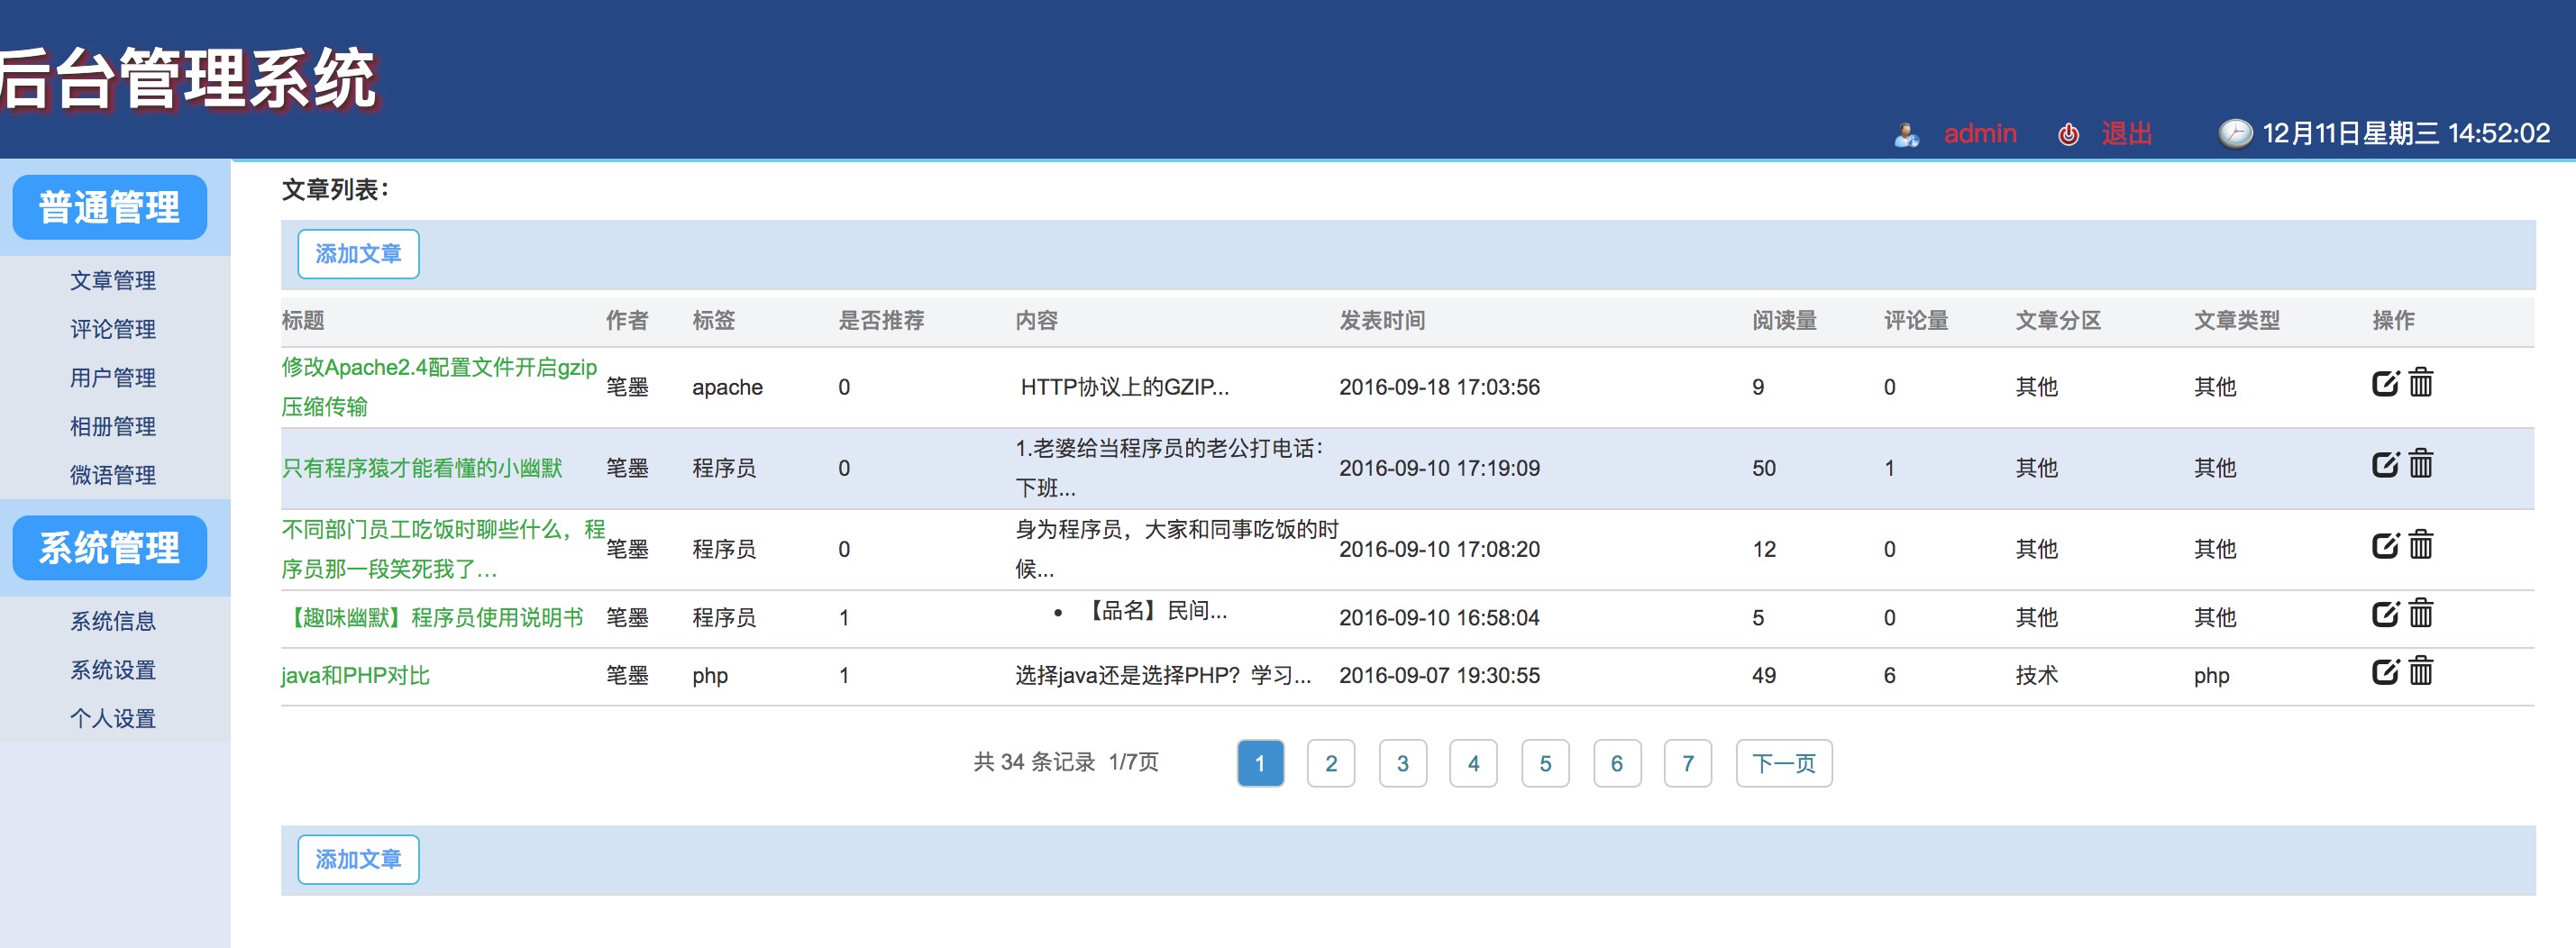 后台管理系统
admin 退出 12月11日星期三 14:52:02
普通管理
文章管理
评论管理
用户管理
相册管理
微语管理
系统管理
系统信息
系统设置
个人设置
文章列表：
添加文章
标题 作者 标签 是否推荐 内容 发表时间 阅读量 评论量 文章分区 文章类型 操作
修改Apache2.4配置文件开启gzip
压缩传输
笔墨 apache 0 HTTP协议上的GZIP... 2016-09-18 17:03:56 9 0 其他 其他
只有程序猿才能看懂的小幽默 笔墨 程序员 0
1.老婆给当程序员的老公打电话：
下班...
2016-09-10 17:19:09 50 1 其他 其他
不同部门员工吃饭时聊些什么，程
序员那一段笑死我了...
笔墨 程序员 0
身为程序员，大家和同事吃饭的时
候...
2016-09-10 17:08:20 12 0 其他 其他
【趣味幽默】程序员使用说明书 笔墨 程序员 1 • 【品名】民间... 2016-09-10 16:58:04 5 0 其他 其他
java和PHP对比 笔墨 php 1 选择java还是选择PHP？学习... 2016-09-07 19:30:55 49 6 技术 php
共 34 条记录 1/7页 1 2 3 4 5 6 7 下一页
添加文章